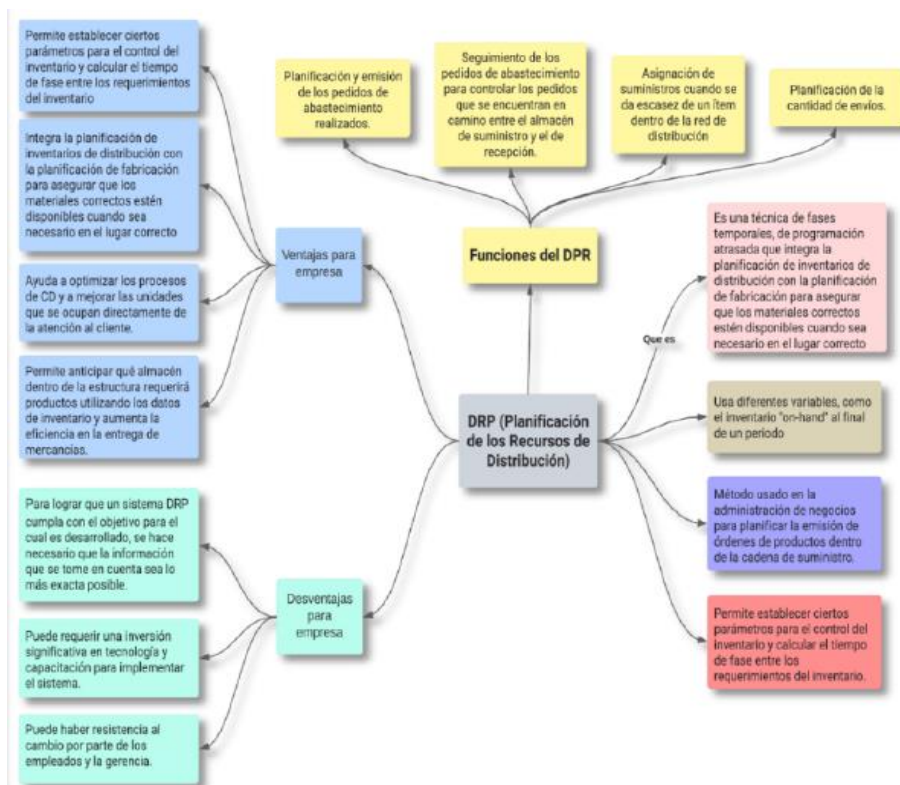 Permite establecer ciertos
parámetros para el control del
inventario y calcular el tiempo
de fase entre los requerimientos
del inventario
Integra la planificación de
inventarios de distribución con
la planificación de fabricación
para asegurar que los
materiales correctos estén
disponibles cuando sea
necesario en el lugar correcto
Ayuda a optimizar los procesos
de CD y a mejorar las unidades
que se ocupan directamente de
la atención al cliente.
Permite anticipar qué almacén
dentro de la estructura requerirá
productos utilizando los datos
de inventario y aumenta la
eficiencia en la entrega de
mercancías.
Ventajas para
empresa
Planificación y emisión
de los pedidos de
abastecimiento
realizados.
Seguimiento de los
pedidos de abastecimiento
para controlar los pedidos
que se encuentran en
camino entre el almacén
de suministro y el de
recepción.
Asignación de
suministros cuando se
da escasez de un ítem
dentro de la red de
distribución
Planificación de la
cantidad de envíos.
Funciones del DPR
DRP (Planificación
de los Recursos de
Distribución)
Que es
Es una técnica de fases
temporales, de programación
atrasada que integra la
planificación de inventarios de
distribución con la planificación
de fabricación para asegurar
que los materiales correctos
estén disponibles cuando sea
necesario en el lugar correcto
Usa diferentes variables, como
el inventario "on-hand" al final
de un periodo
Método usado en la
administración de negocios
para planificar la emisión de
órdenes de productos dentro
de la cadena de suministro.
Permite establecer ciertos
parámetros para el control del
inventario y calcular el tiempo
de fase entre los
requerimientos del inventario.
Para lograr que un sistema DRP
cumpla con el objetivo para el
cual es desarrollado, se hace
necesario que la información
que se tome en cuenta sea lo
más exacta posible.
Puede requerir una inversión
significativa en tecnología y
capacitación para implementar
el sistema.
Puede haber resistencia al
cambio por parte de los
empleados y la gerencia.
Desventajas
para
empresa